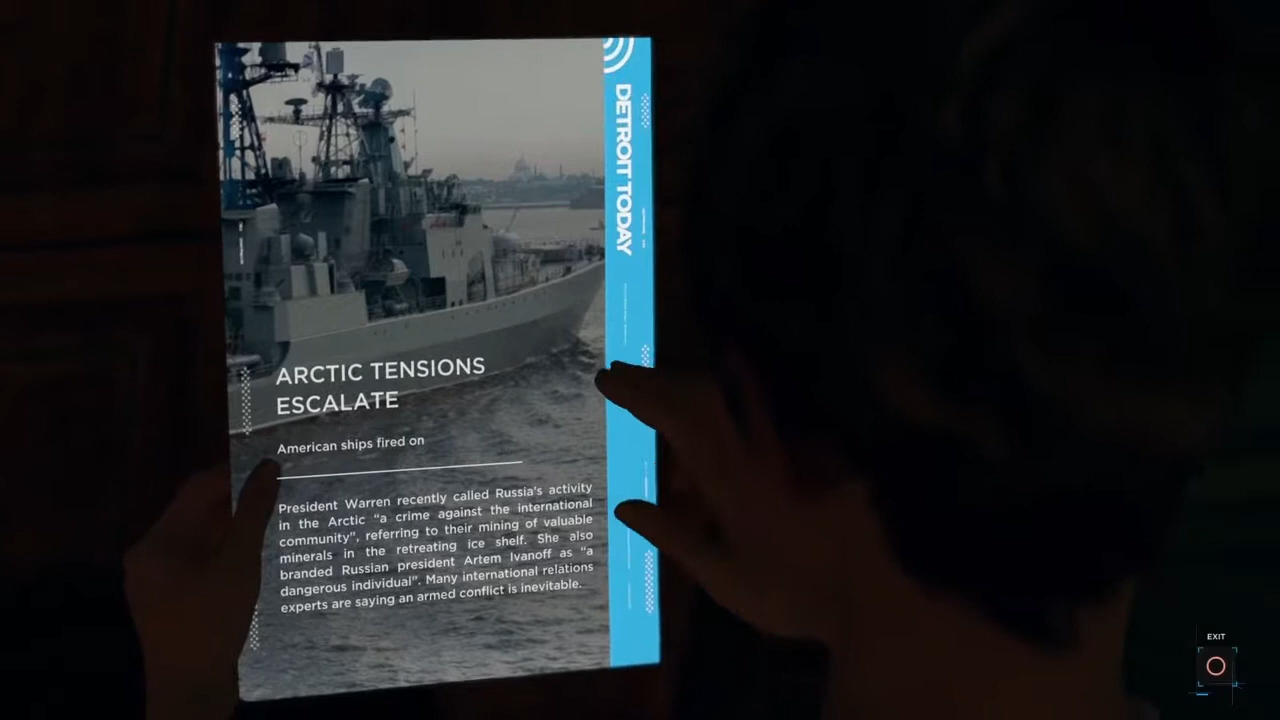 DETROIT TODAY
ARCTIC TENSIONS
ESCALATE
American ships fired on
President Warren recently called Russia's activity
in the Arctic "a crime against the international
community", referring to their mining of valuable
minerals in the retreating ice shelf. She also
branded Russian president Artem Ivanoff as "a
dangerous individual". Many international relations
experts are saying an armed conflict is inevitable.
EXIT